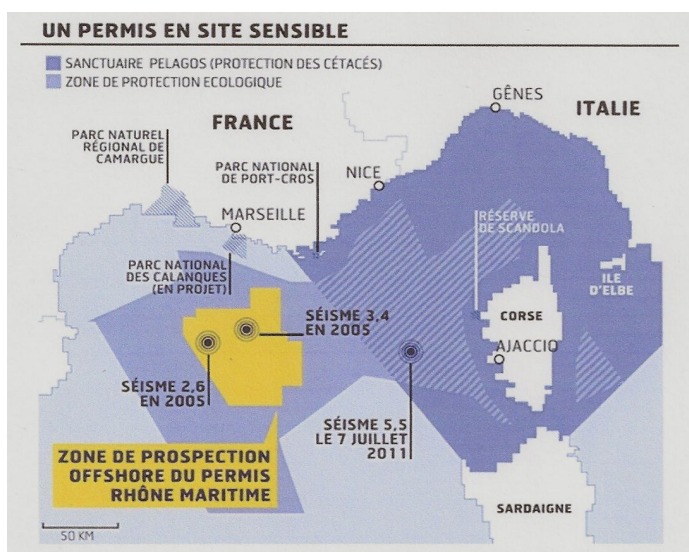 UN PERMIS EN SITE SENSIBLE
SANCTUAIRE PELAGOS (PROTECTION DES CÉTACÉS)
ZONE DE PROTECTION ECOLOGIQUE
GÊNES
ITALIE
FRANCE
PARC NATUREL
RÉGIONAL DE
CAMARGUE
PARC NATIONAL
DE PORT-CROS
NICE
MARSEILLE
RÉSERVE
DE SCANDOLA
PARC NATIONAL
DES CALANQUES
(EN PROJET)
ILE
D'ELBE
SÉISME 3,4
EN 2005
CORSE
AJACCIO
SÉISME 2,6
EN 2005
SÉISME 5,5
LE 7 JUILLET
2011
ZONE DE PROSPECTION
OFFSHORE DU PERMIS
RHÔNE MARITIME
SARDAIGNE
50 KM